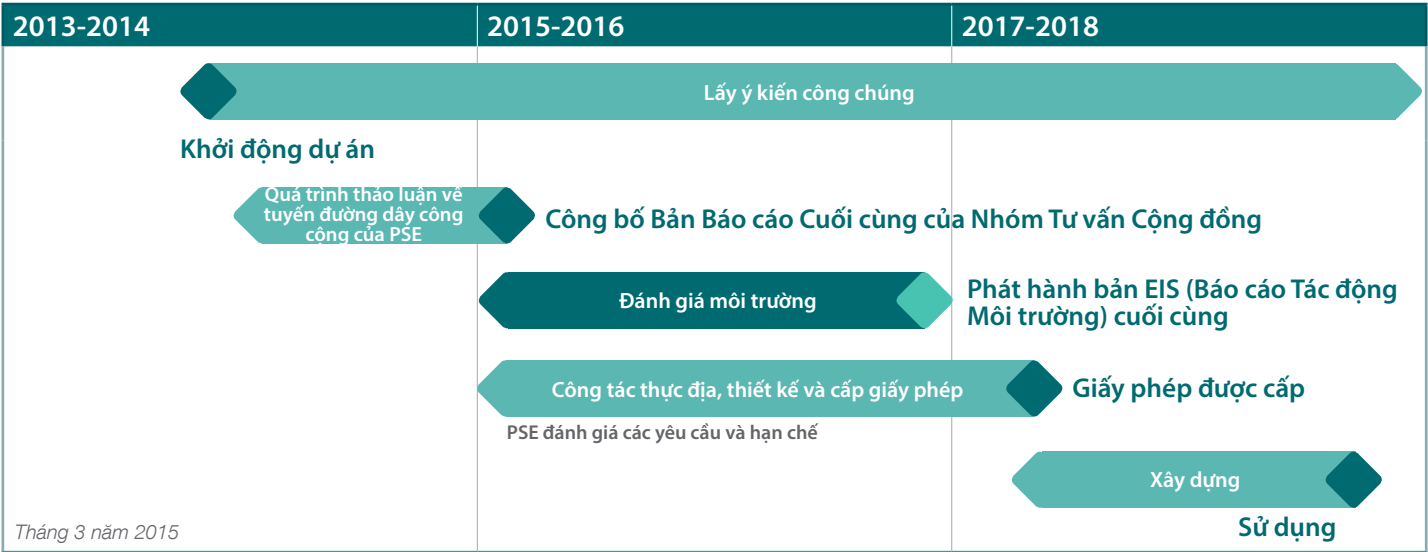 2013-2014
2015-2016
2017-2018
Lấy ý kiến công chúng
Khởi động dự án
Quá trình thảo luận về
tuyến đường dây công
cộng của PSE
Công bố Bản Báo cáo Cuối cùng của Nhóm Tư vấn Cộng đồng
Đánh giá môi trường
Phát hành bản EIS (Báo cáo Tác động
Môi trường) cuối cùng
Công tác thực địa, thiết kế và cấp giấy phép
Giấy phép được cấp
PSE đánh giá các yêu cầu và hạn chế
Xây dựng
Sử dụng
Tháng 3 năm 2015